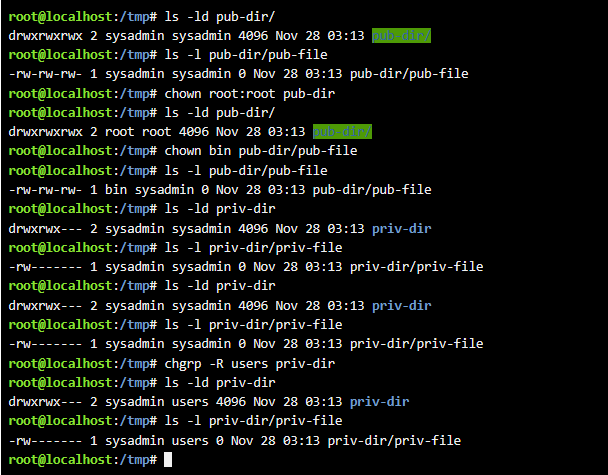 root@localhost:/tmp# ls -ld pub-dir/
drwxrwxrwx 2 sysadmin sysadmin 4096 Nov 28 03:13 pub-dir/
root@localhost:/tmp# ls -l pub-dir/pub-file
-rw-rw-rw- 1 sysadmin sysadmin 0 Nov 28 03:13 pub-dir/pub-file
root@localhost:/tmp# chown root:root pub-dir
root@localhost:/tmp# ls -ld pub-dir/
drwxrwxrwx 2 root root 4096 Nov 28 03:13 pub-dir/
root@localhost:/tmp# chown bin pub-dir/pub-file
root@localhost:/tmp# ls -l pub-dir/pub-file
-rw-rw-rw- 1 bin sysadmin 0 Nov 28 03:13 pub-dir/pub-file
root@localhost:/tmp# ls -ld priv-dir
drwxrwx--- 2 sysadmin sysadmin 4096 Nov 28 03:13 priv-dir
root@localhost:/tmp# ls -l priv-dir/priv-file
-rw------- 1 sysadmin sysadmin 0 Nov 28 03:13 priv-dir/priv-file
root@localhost:/tmp# ls -ld priv-dir
drwxrwx--- 2 sysadmin sysadmin 4096 Nov 28 03:13 priv-dir
root@localhost:/tmp# ls -l priv-dir/priv-file
-rw------- 1 sysadmin sysadmin 0 Nov 28 03:13 priv-dir/priv-file
root@localhost:/tmp# chgrp -R users priv-dir
root@localhost:/tmp# ls -ld priv-dir
drwxrwx--- 2 sysadmin users 4096 Nov 28 03:13 priv-dir
root@localhost:/tmp# ls -l priv-dir/priv-file
-rw------- 1 sysadmin users 0 Nov 28 03:13 priv-dir/priv-file
root@localhost:/tmp#